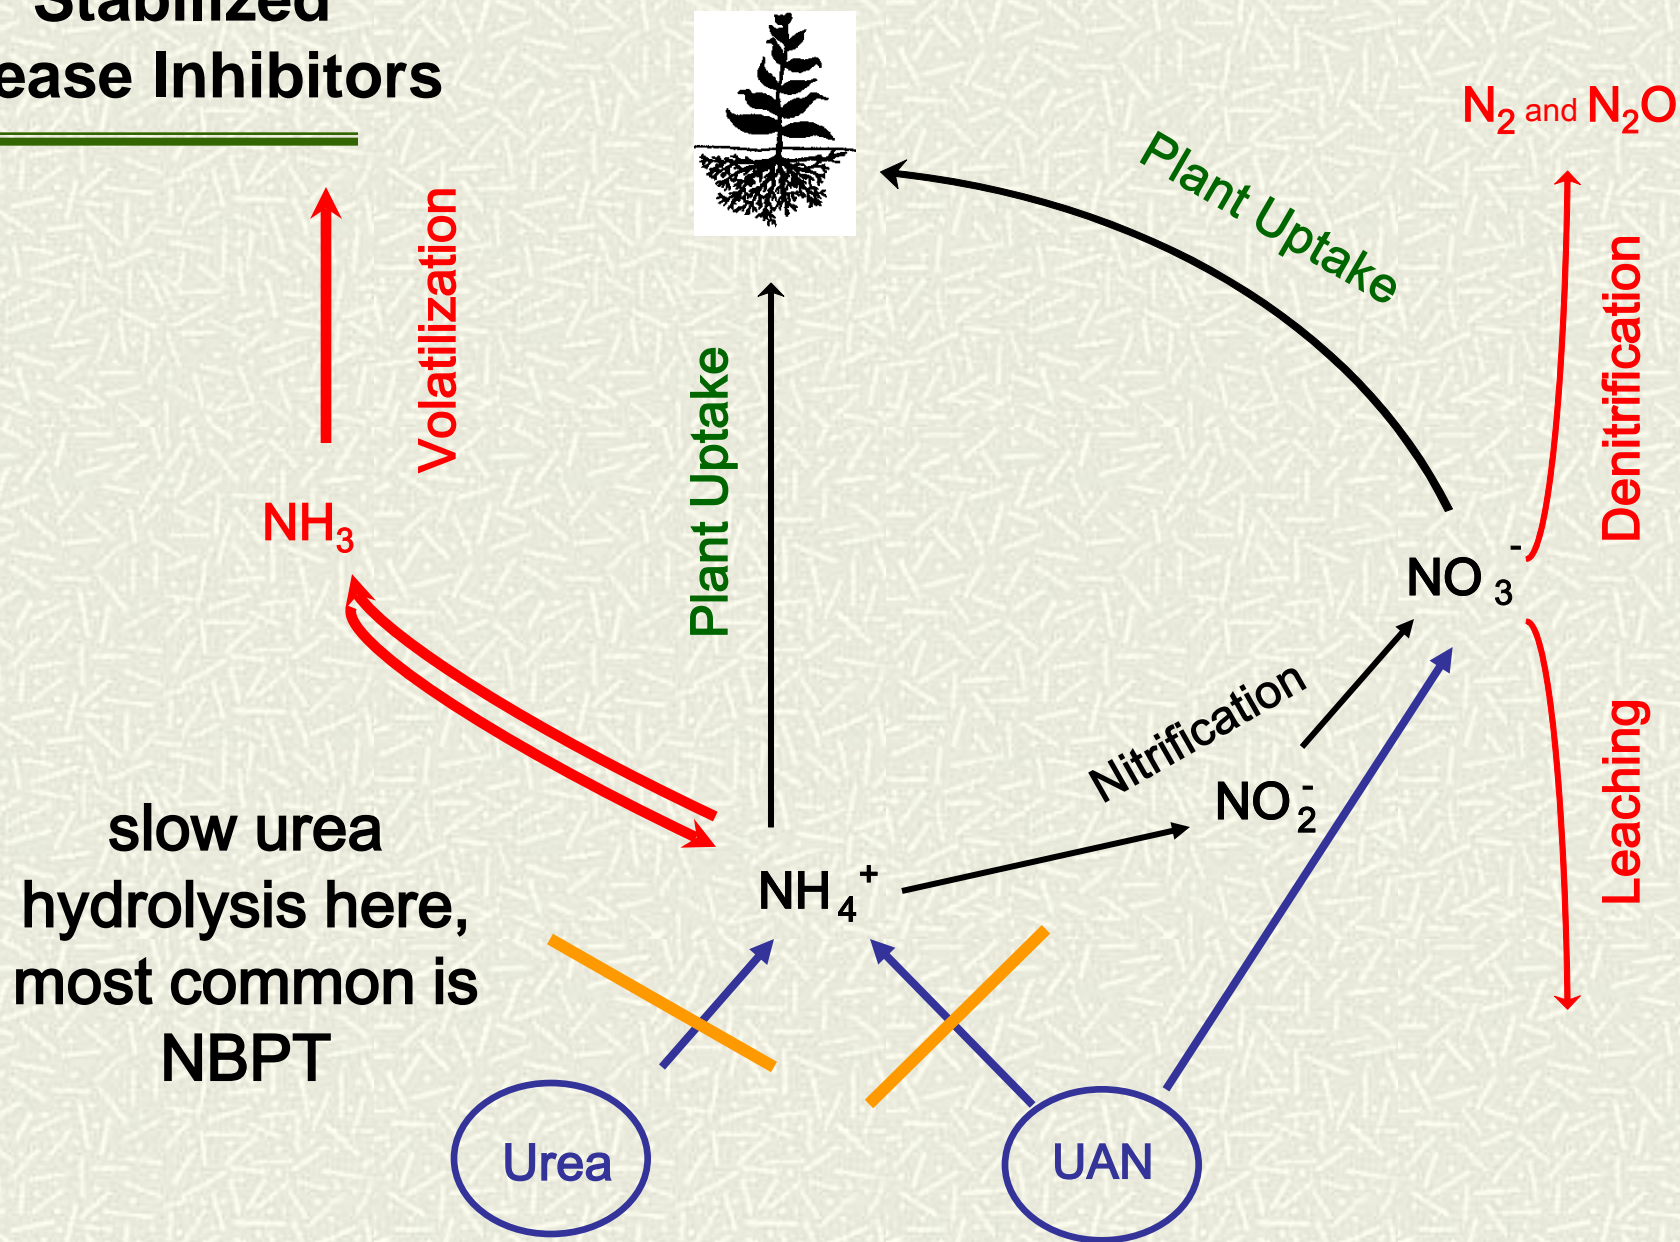 Stabilized
ease Inhibitors
N₂ and N₂O
Plant Uptake
Volatilization
Denitrification
Plant Uptake
NH₃
NO₃⁻
Nitrification
Leaching
NO₂⁻
slow urea
hydrolysis here,
most common is
NBPT
NH₄⁺
Urea
UAN